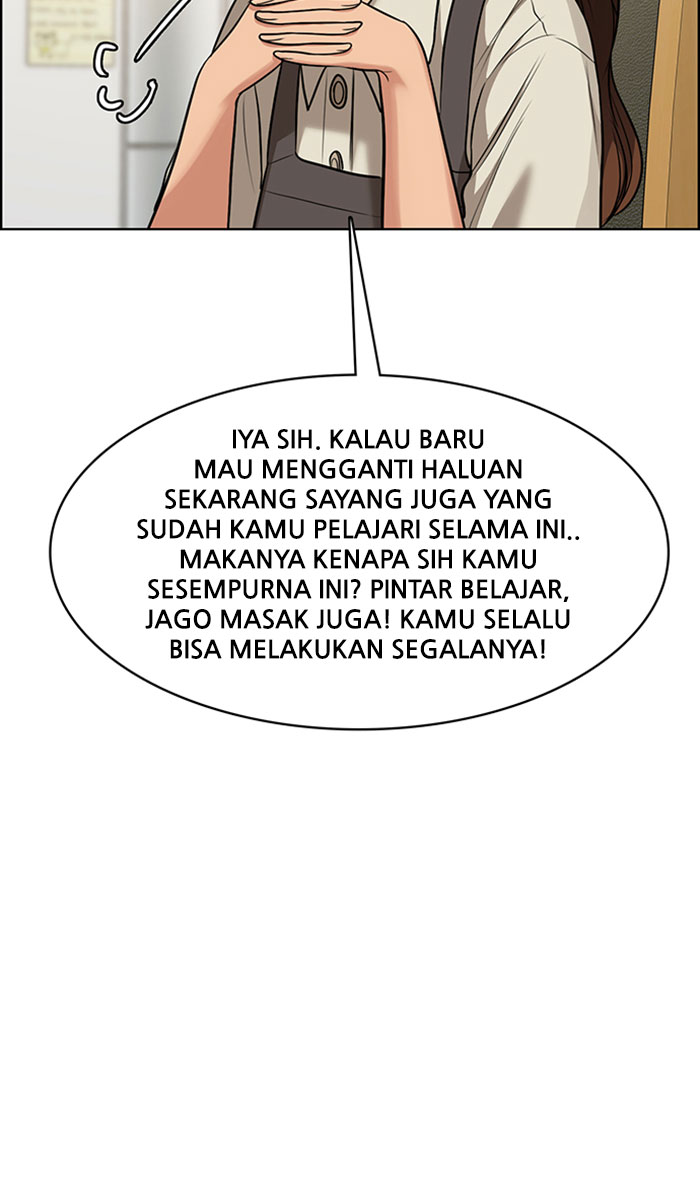 IYA SIH. KALAU BARU
MAU MENGGANTI HALUAN
SEKARANG SAYANG JUGA YANG
SUDAH KAMU PELAJARI SELAMA INI..
MAKANYA KENAPA SIH KAMU
SESEMPURNA INI? PINTAR BELAJAR,
JAGO MASAK JUGA! KAMU SELALU
BISA MELAKUKAN SEGALANYA!